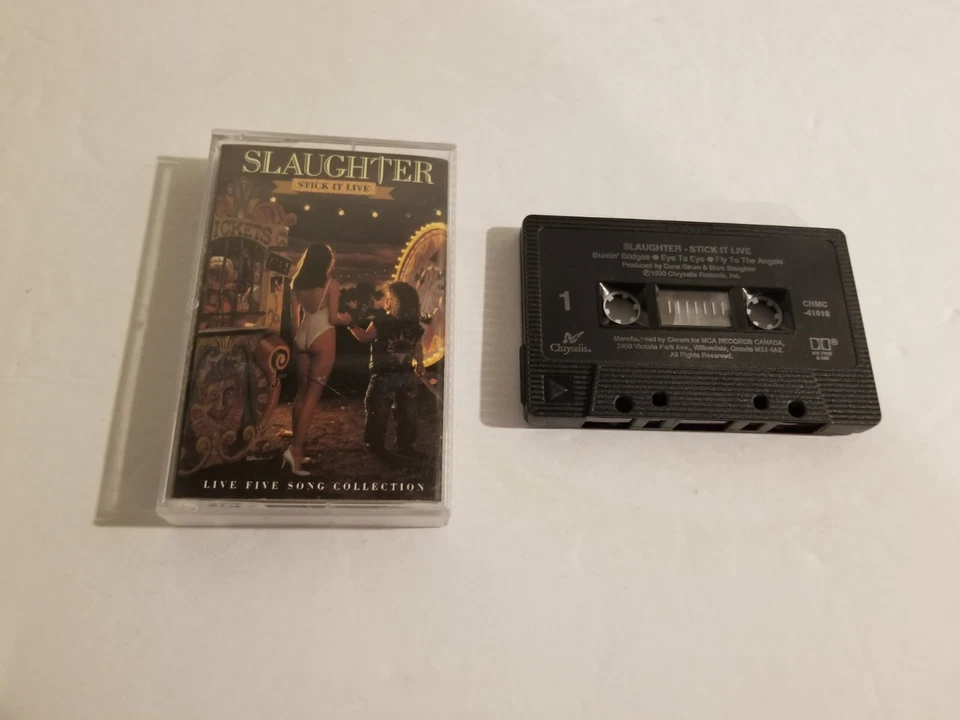 SLAUGHTER
STICK IT LIVE
TICKETS
LIVE FIVE SONG COLLECTION
SLAUGHTER - STICK IT LIVE
Burnin' Bridges ● Eye To Eye ● Fly To The Angels
Produced by Dana Strum & Mark Slaughter
℗1990 Chrysalis Records, Inc.
1
CHMC
-41816
Chrysalis
Manufactured by Cinram for MCA RECORDS CANADA,
2450 Victoria Park Ave., Willowdale, Ontario M2J 4A2.
All Rights Reserved.